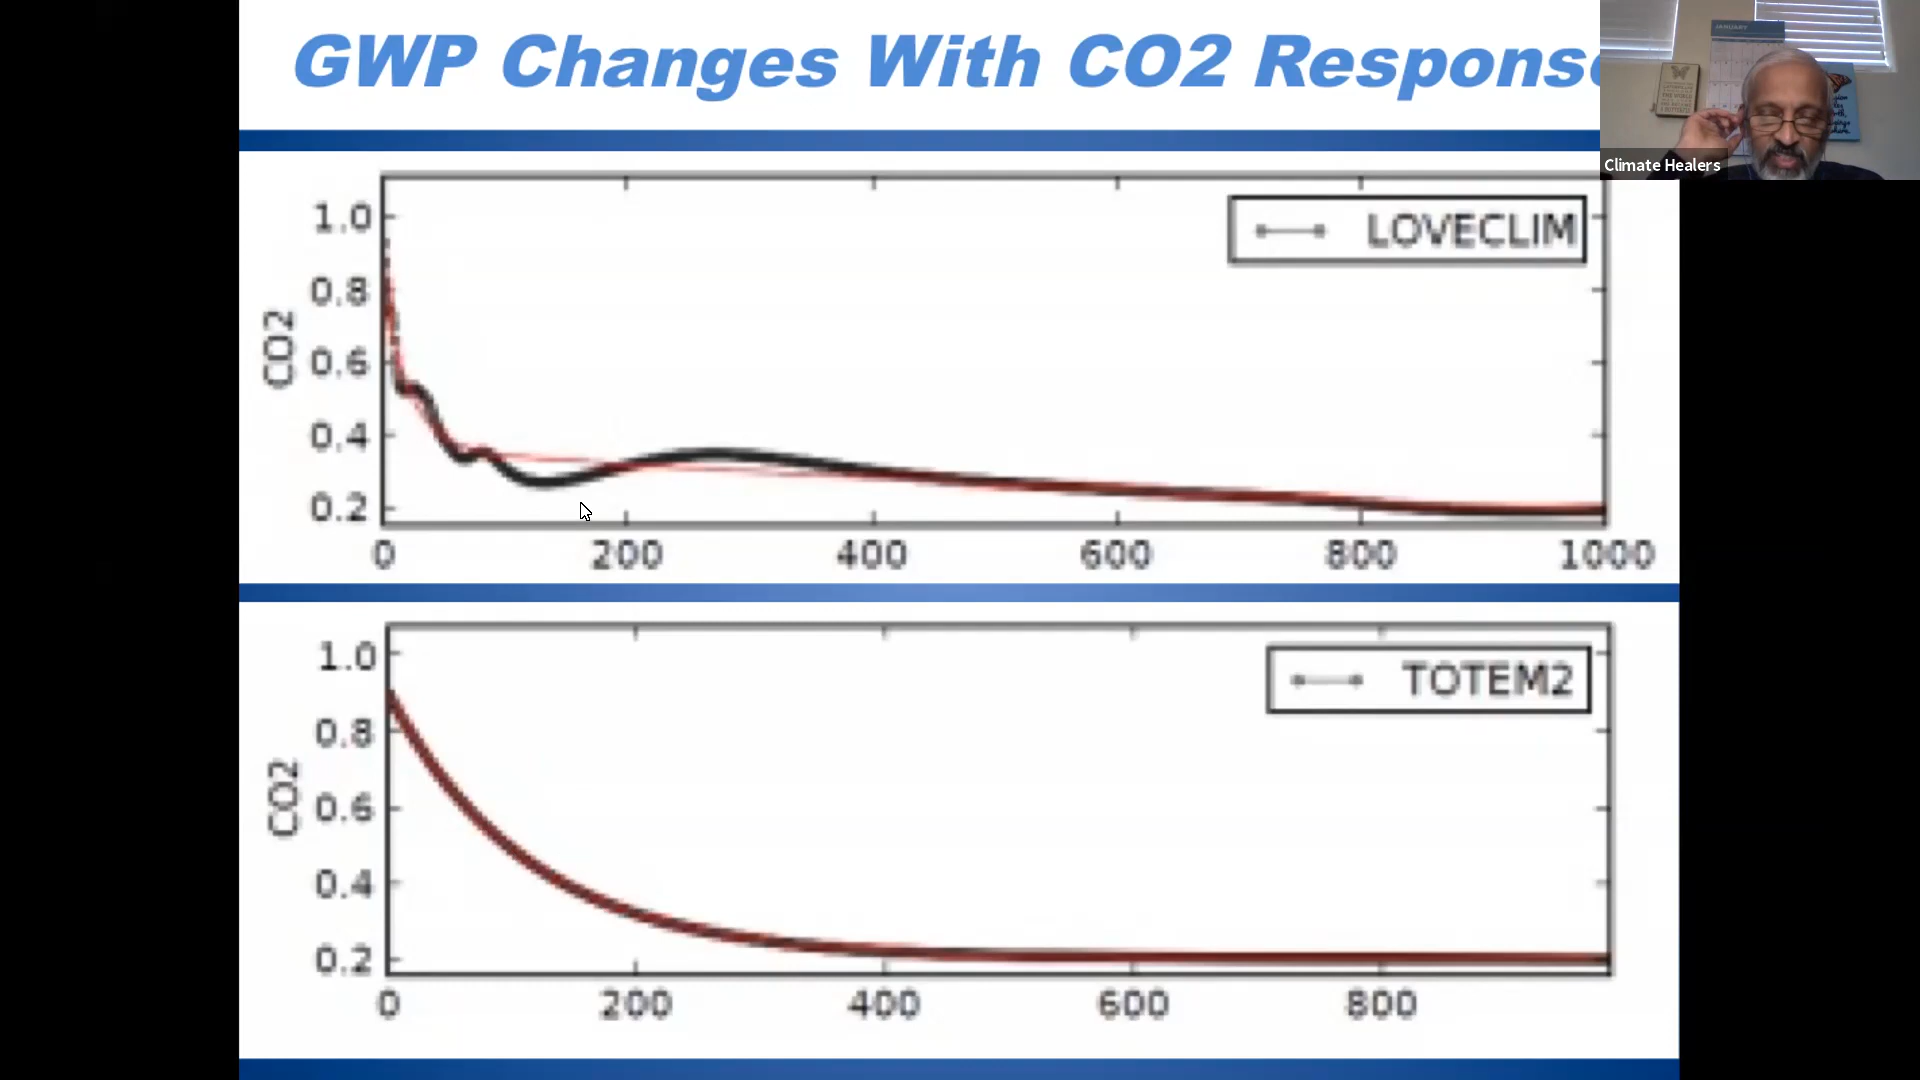 GWP Changes With CO2 Respons
JANUARY
Climate Healers
LOVECLIM
CO2
1.0
0.8
0.6
0.4
0.2
0 200 400 600 800 1000
TOTEM2
CO2
1.0
0.8
0.6
0.4
0.2
0 200 400 600 800